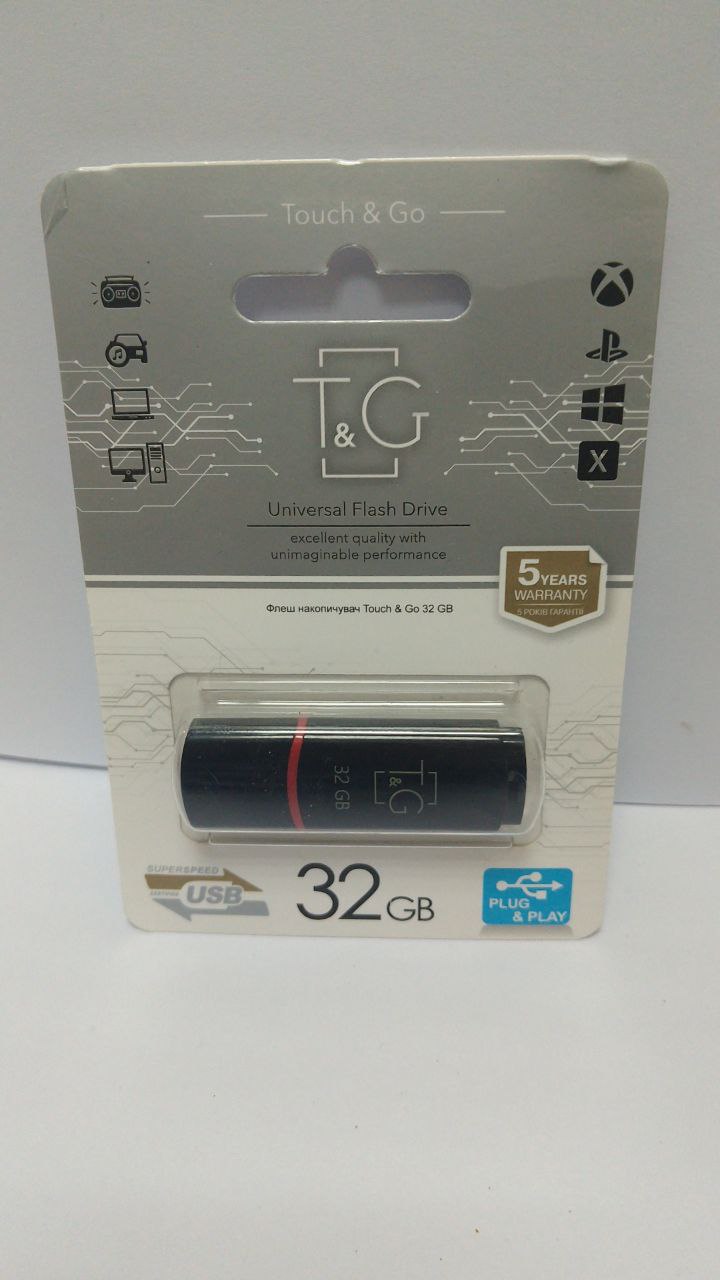 Touch & Go
T&G
Universal Flash Drive
excellent quality with
unimaginable performance
5 YEARS
WARRANTY
5 РОКІВ ГАРАНТІЇ
Флеш накопичувач Touch & Go 32 GB
T&G
32 GB
SUPERSPEED
USB
32GB
PLUG
& PLAY
X